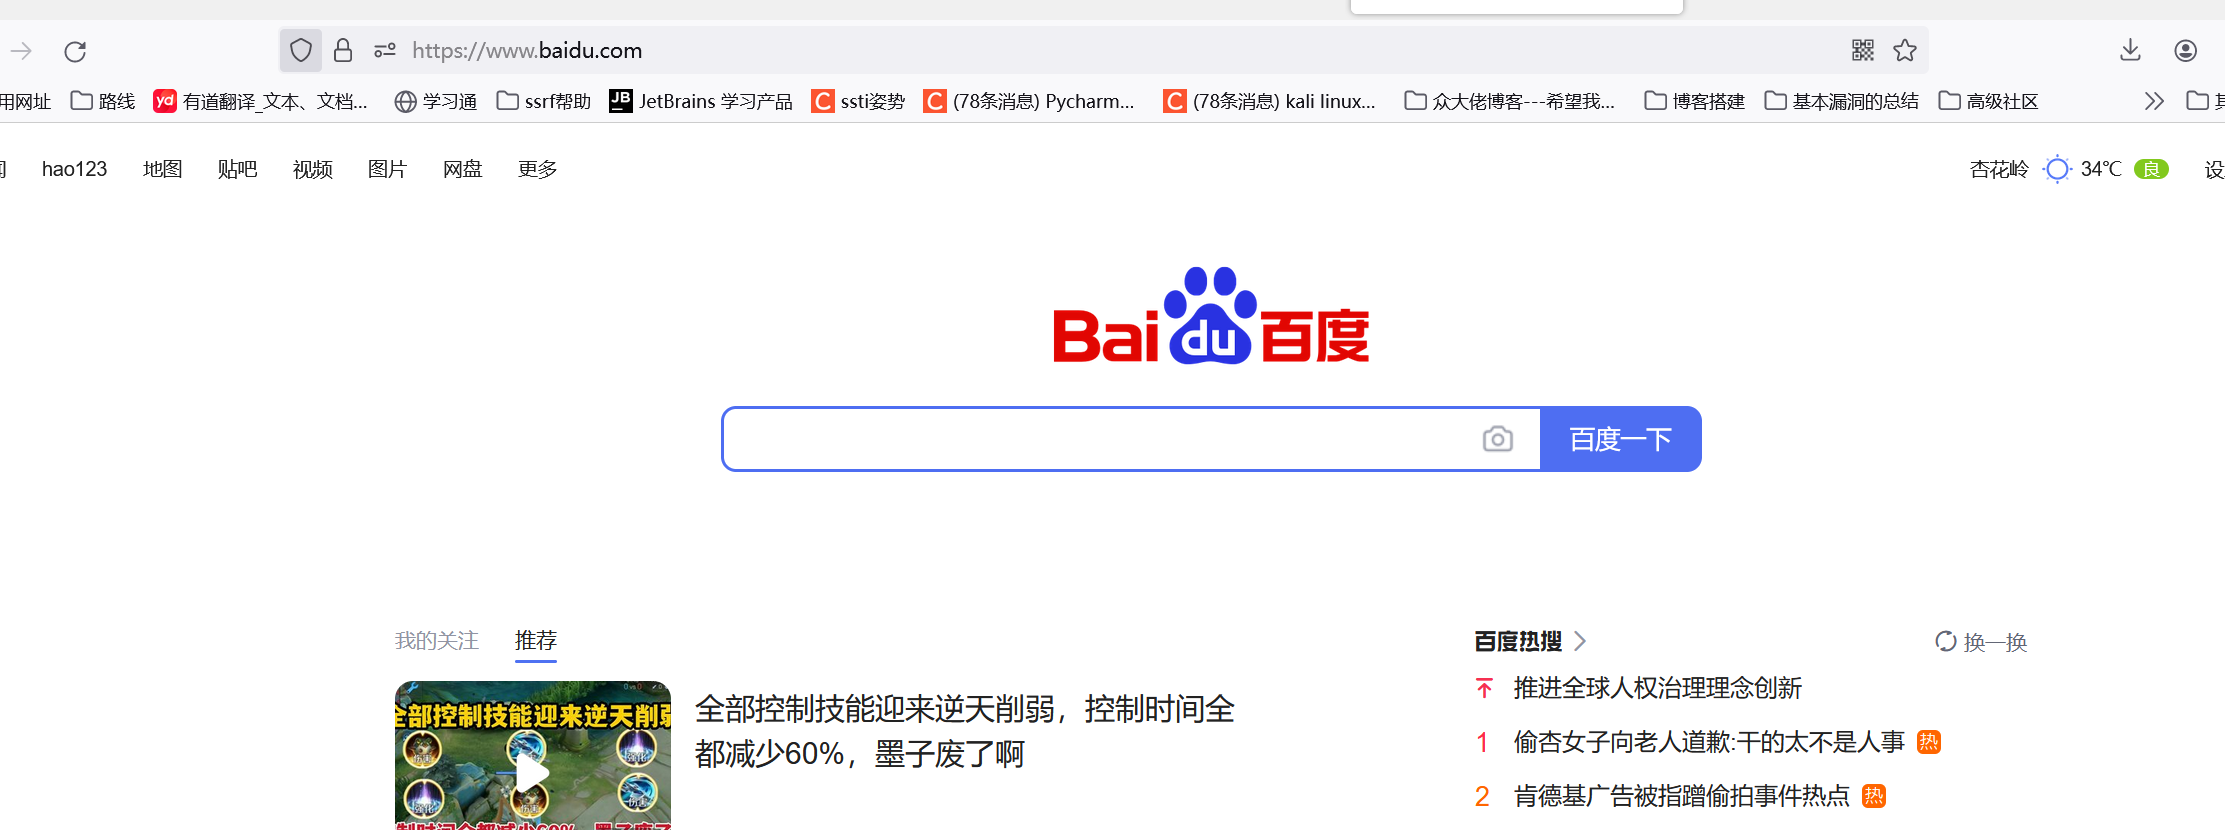 https://www.baidu.com
用网址 路线 yd 有道翻译_文本、文档... 学习通 ssrf帮助 JB JetBrains 学习产品 C ssti姿势 C (78条消息) Pycharm... C (78条消息) kali linux... 众大佬博客---希望我... 博客搭建 基本漏洞的总结 高级社区
hao123 地图 贴吧 视频 图片 网盘 更多 杏花岭 34℃ 良 设
Bai du 百度
百度一下
我的关注 推荐 百度热搜 换一换
全部控制技能迎来逆天削弱
全部控制技能迎来逆天削弱，控制时间全
都减少60%，墨子废了啊
推进全球人权治理理念创新
1 偷杏女子向老人道歉:干的太不是人事 热
2 肯德基广告被指蹭偷拍事件热点 热